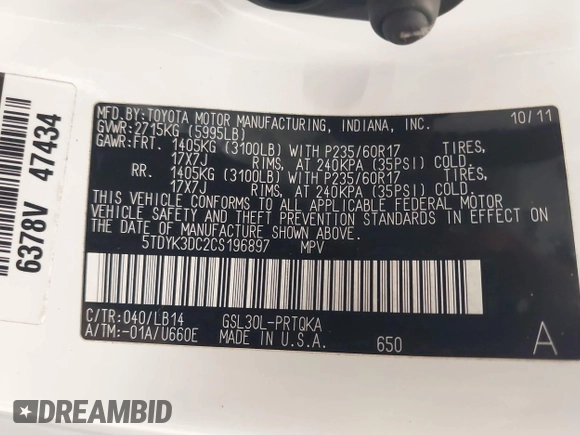 MFD. BY: TOYOTA MOTOR MANUFACTURING, INDIANA, INC. 10/11
GVWR: 2715KG (5995LB)
GAWR: FRT. 1405KG (3100LB) WITH P235/60R17 TIRES,
17X7J RIMS, AT 240KPA (35PSI) COLD.
RR. 1405KG (3100LB) WITH P235/60R17 TIRES,
17X7J RIMS, AT 240KPA (35PSI) COLD.
THIS VEHICLE CONFORMS TO ALL APPLICABLE FEDERAL MOTOR
VEHICLE SAFETY AND THEFT PREVENTION STANDARDS IN EFFECT ON
THE DATE OF MANUFACTURE SHOWN ABOVE.
5TDYK3DC2CS196897 MPV
C/TR: 040/LB14 GSL30L-PRTQKA
A/TM: -01A/U660E MADE IN U.S.A. 650 A
6378V 47434
DREAMBID